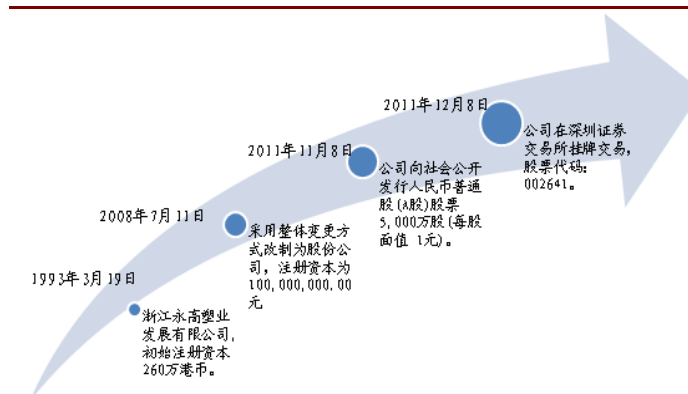 1993年3月19日
浙江永高塑业
发展有限公司,
初始注册资本
260万港币。
2008年7月11日
采用整体变更方
式改制为股份公
司，注册资本为
100,000,000.00
元
2011年11月8日
公司向社会公开
发行人民币普通
股(A股)股票
5,000万股(每股
面值 1元)。
2011年12月8日
公司在深圳证券
交易所挂牌交易,
股票代码:
002641。